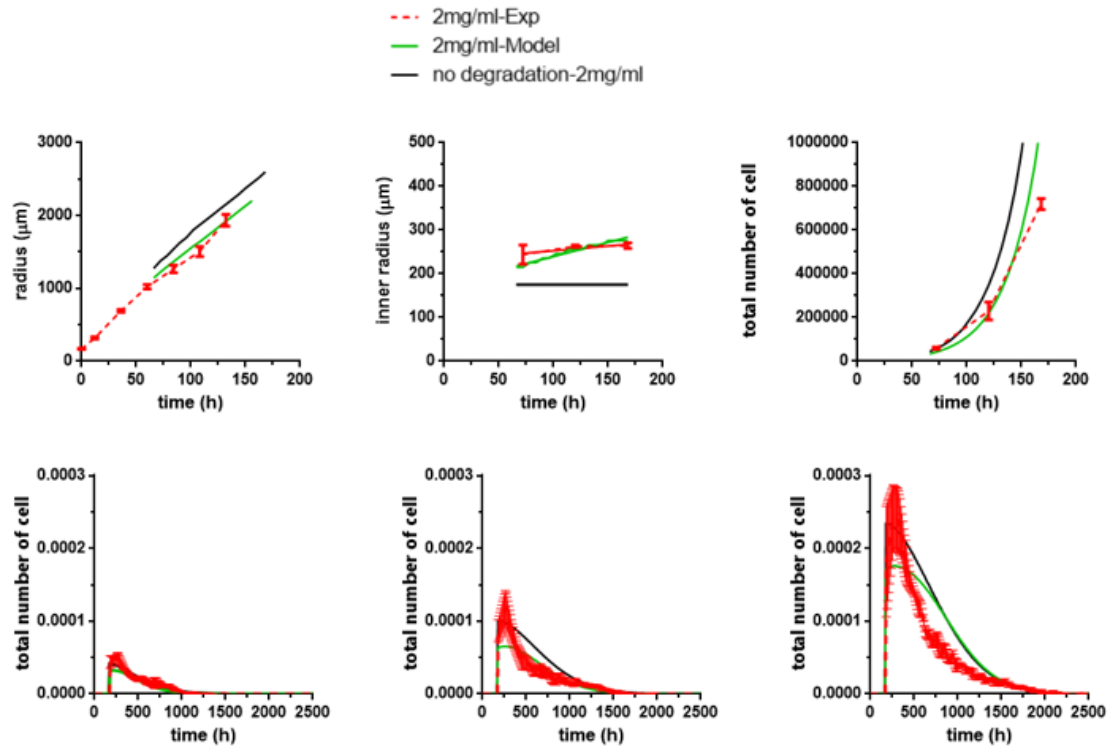 2mg/ml-Exp
2mg/ml-Model
no degradation-2mg/ml
radius (μm)
3000
2000
1000
0
0 50 100 150 200
time (h)
inner radius (μm)
500
400
300
200
100
0
0 50 100 150 200
time (h)
total number of cell
1000000
800000
600000
400000
200000
0
0 50 100 150 200
time (h)
total number of cell
0.0003
0.0002
0.0001
0.0000
0 500 1000 1500 2000 2500
time (h)
total number of cell
0.0003
0.0002
0.0001
0.0000
0 500 1000 1500 2000 2500
time (h)
total number of cell
0.0003
0.0002
0.0001
0.0000
0 500 1000 1500 2000 2500
time (h)